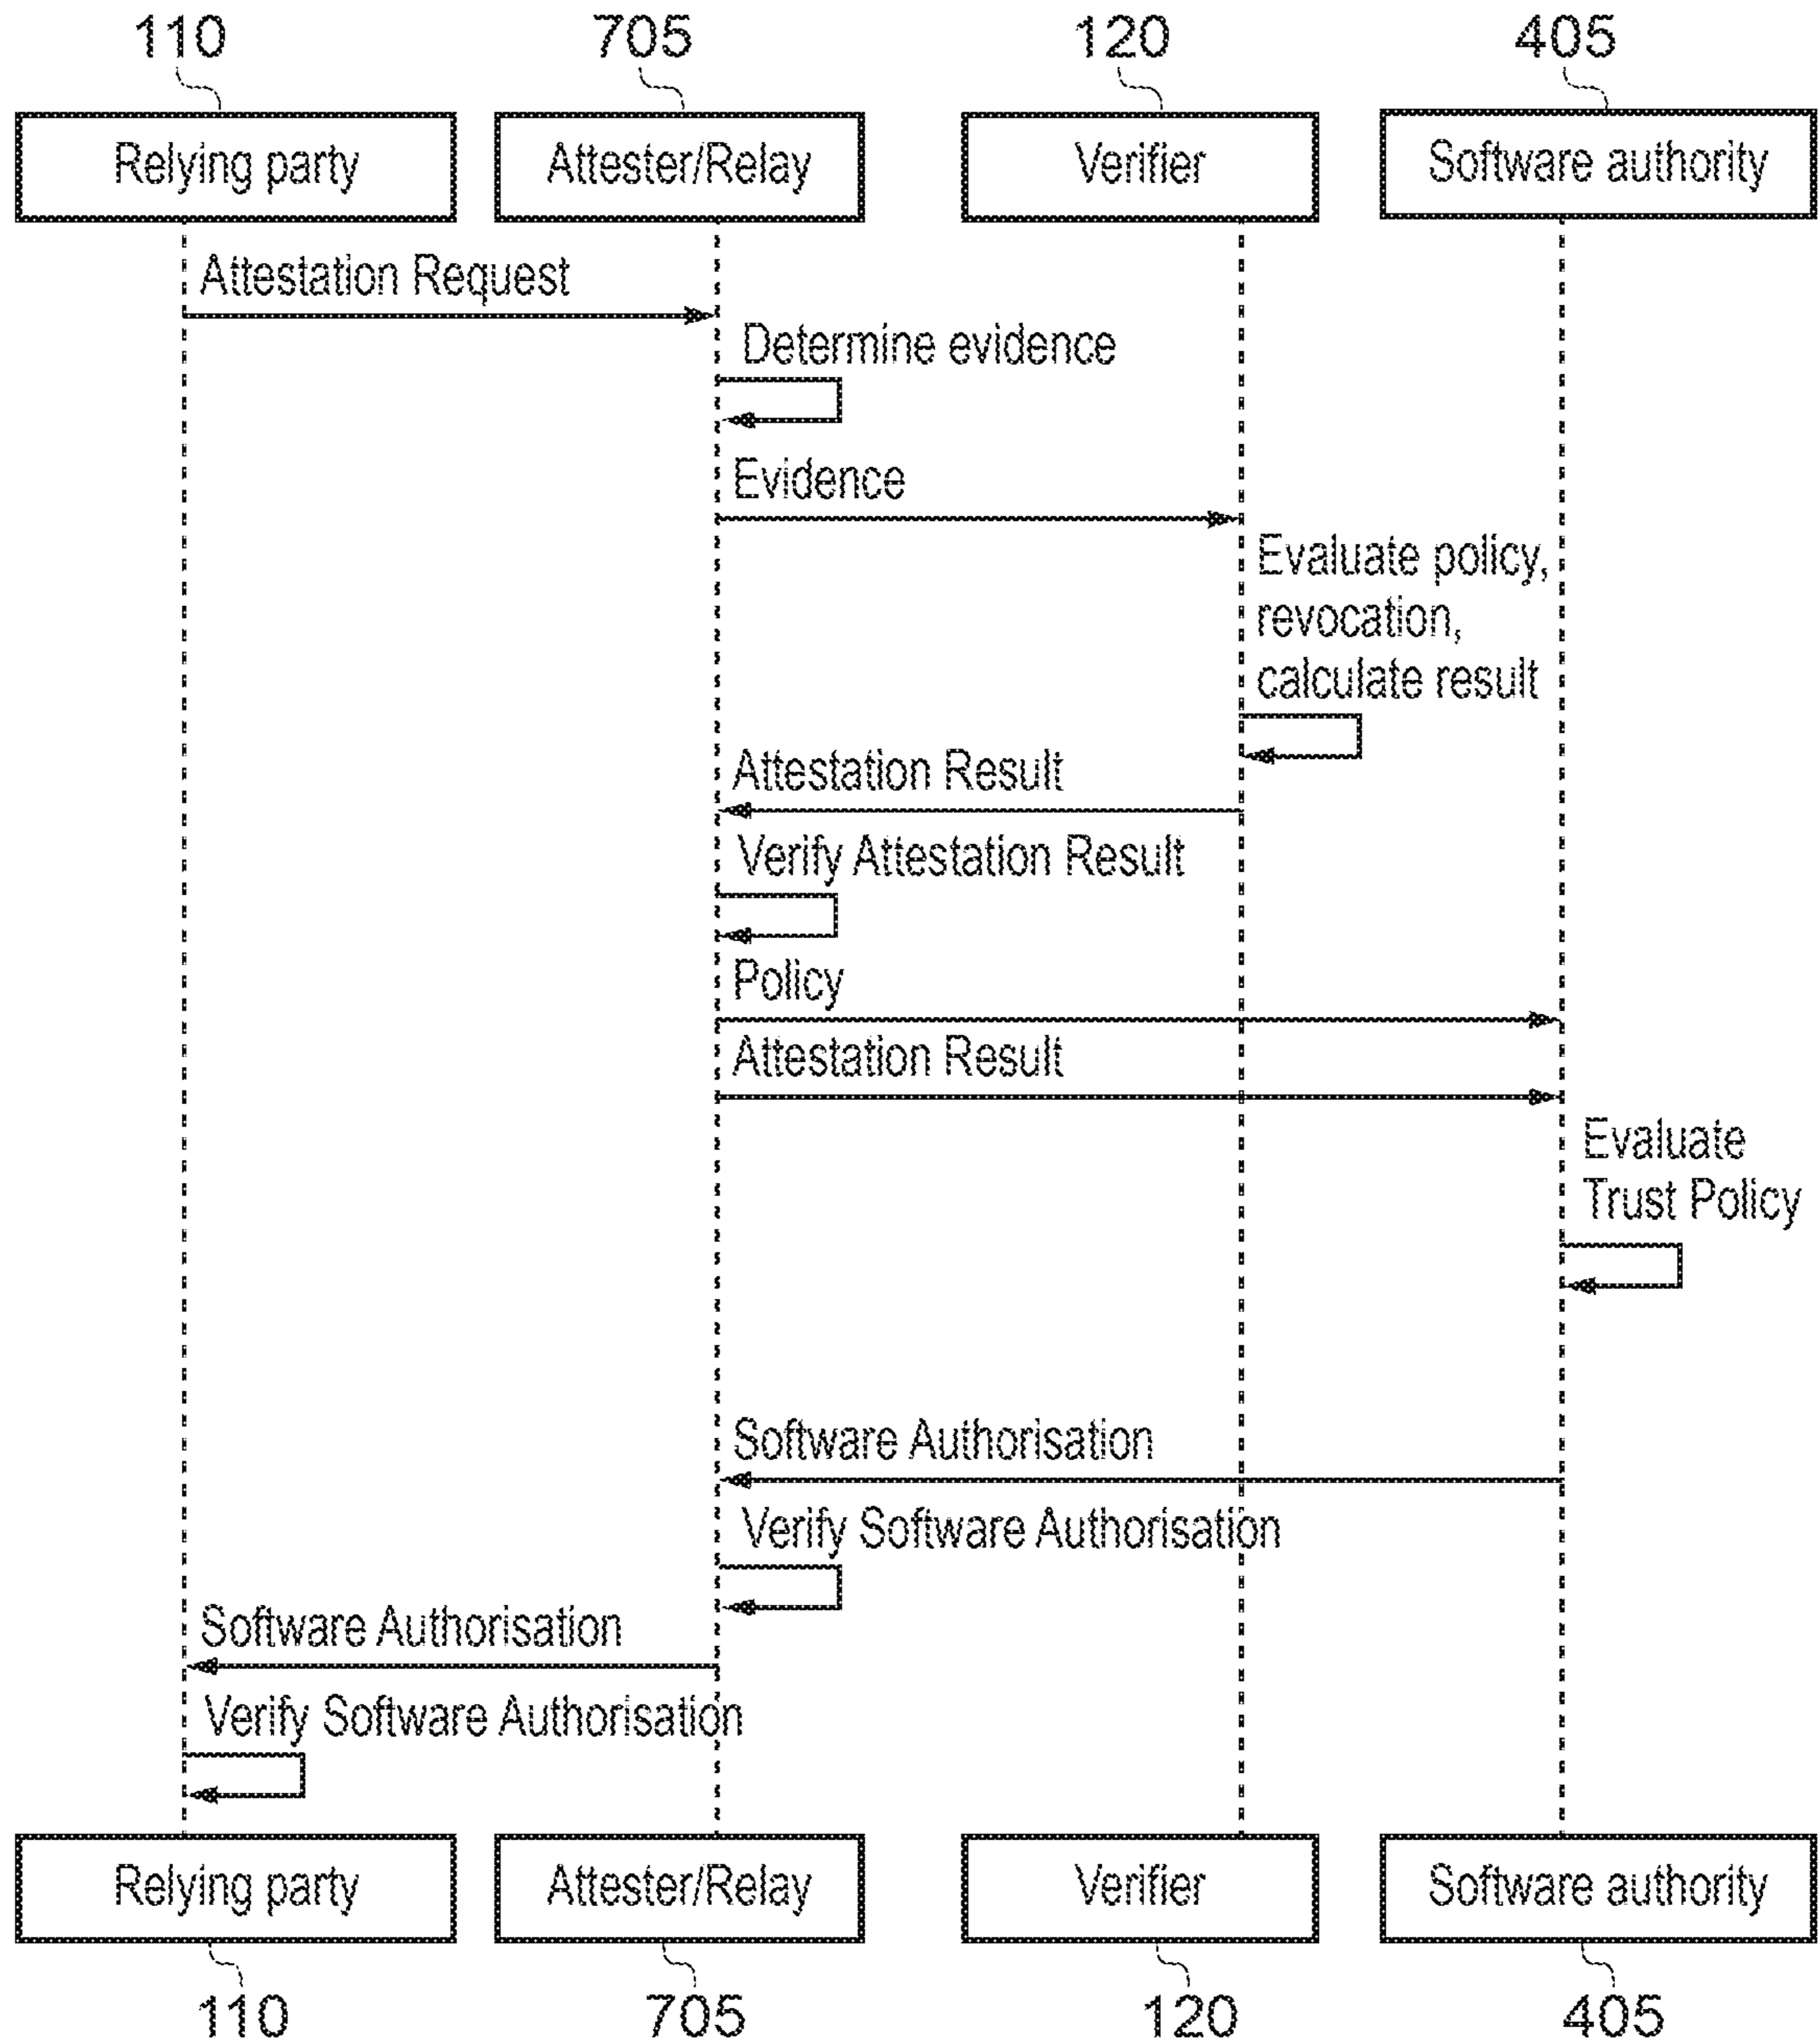 110
705
120
405
Relying party
Attester/Relay
Verifier
Software authority
Attestation Request
Determine evidence
Evidence
Evaluate policy,
revocation,
calculate result
Attestation Result
Verify Attestation Result
Policy
Attestation Result
Evaluate
Trust Policy
Software Authorisation
Verify Software Authorisation
Software Authorisation
Verify Software Authorisation
Relying party
Attester/Relay
Verifier
Software authority
110
705
120
405